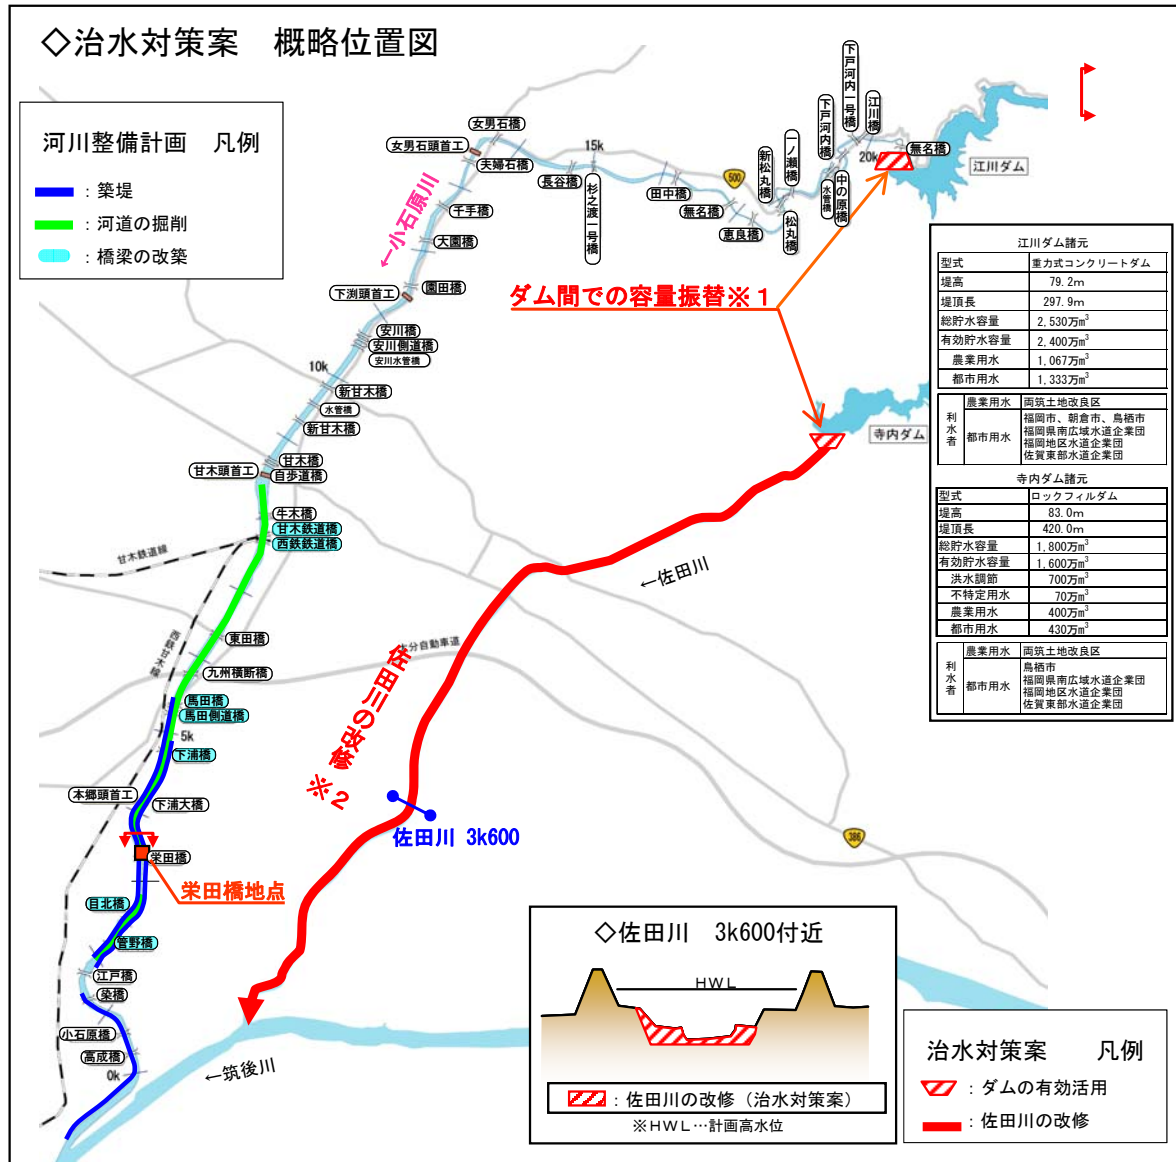 ◇治水対策案　概略位置図
河川整備計画　凡例
：築堤
：河道の掘削
：橋梁の改築
女男石橋
女男石頭首工
夫婦石橋
15k
長谷橋
杉之渡一号橋
田中橋
無名橋
恵良橋
500
新松丸橋
一ノ瀬橋
松丸橋
下戸河内橋
水管橋
中の原橋
下戸河内一号橋
江川橋
20k
無名橋
江川ダム
←小石原川
千手橋
大園橋
園田橋
下渕頭首工
安川橋
安川側道橋
安川水管橋
10k
新甘木橋
水管橋
新甘木橋
甘木橋
甘木頭首工
自歩道橋
牛木橋
甘木鉄道橋
西鉄鉄道橋
甘木鉄道線
西鉄甘木線
東田橋
九州横断橋
馬田橋
馬田側道橋
5k
下浦橋
本郷頭首工
下浦大橋
栄田橋
栄田橋地点
目北橋
菅野橋
江戸橋
染橋
小石原橋
高成橋
0k
←筑後川
ダム間での容量振替※１
寺内ダム
←佐田川
大分自動車道
佐田川の改修
※２
佐田川 3k600
386
江川ダム諸元
型式　重力式コンクリートダム
堤高　79.2m
堤頂長　297.9m
総貯水容量　2,530万m³
有効貯水容量　2,400万m³
農業用水　1,067万m³
都市用水　1,333万m³
利水者
農業用水　両筑土地改良区
都市用水　福岡市、朝倉市、鳥栖市
福岡県南広域水道企業団
福岡地区水道企業団
佐賀東部水道企業団
寺内ダム諸元
型式　ロックフィルダム
堤高　83.0m
堤頂長　420.0m
総貯水容量　1,800万m³
有効貯水容量　1,600万m³
洪水調節　700万m³
不特定用水　70万m³
農業用水　400万m³
都市用水　430万m³
利水者
農業用水　両筑土地改良区
都市用水　鳥栖市
福岡県南広域水道企業団
福岡地区水道企業団
佐賀東部水道企業団
◇佐田川　3k600付近
HWL
：佐田川の改修（治水対策案）
※HWL…計画高水位
治水対策案　凡例
：ダムの有効活用
：佐田川の改修